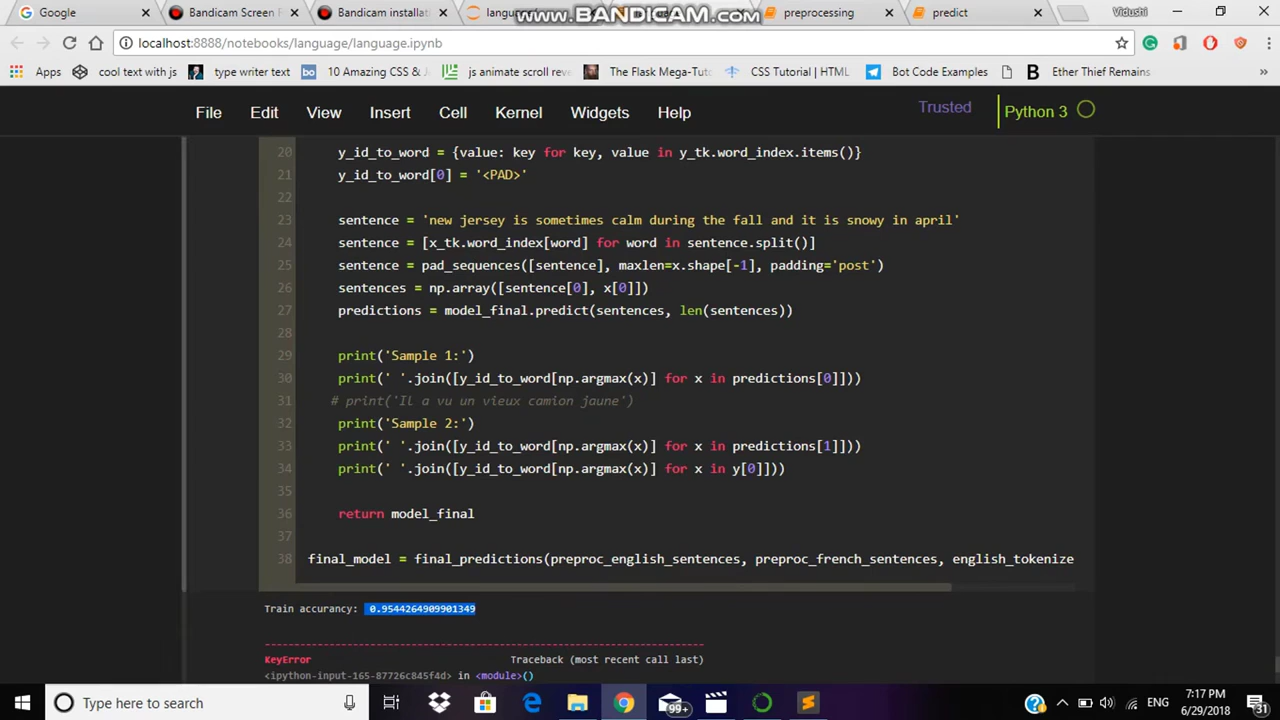 Google
Bandicam Screen R
Bandicam installat
www.BANDICAM.com
preprocessing
predict
Vidushi
localhost:8888/notebooks/language/language.ipynb
Apps cool text with js type writer text 10 Amazing CSS & J js animate scroll reve The Flask Mega-Tuto CSS Tutorial | HTML Bot Code Examples Ether Thief Remains
File Edit View Insert Cell Kernel Widgets Help Trusted Python 3
20 y_id_to_word = {value: key for key, value in y_tk.word_index.items()}
21 y_id_to_word[0] = '<PAD>'
22
23 sentence = 'new jersey is sometimes calm during the fall and it is snowy in april'
24 sentence = [x_tk.word_index[word] for word in sentence.split()]
25 sentence = pad_sequences([sentence], maxlen=x.shape[-1], padding='post')
26 sentences = np.array([sentence[0], x[0]])
27 predictions = model_final.predict(sentences, len(sentences))
28
29 print('Sample 1:')
30 print(' '.join([y_id_to_word[np.argmax(x)] for x in predictions[0]]))
31 # print('Il a vu un vieux camion jaune')
32 print('Sample 2:')
33 print(' '.join([y_id_to_word[np.argmax(x)] for x in predictions[1]]))
34 print(' '.join([y_id_to_word[np.argmax(x)] for x in y[0]]))
35
36 return model_final
37
38 final_model = final_predictions(preproc_english_sentences, preproc_french_sentences, english_tokenize
Train accurancy: 0.9544264909901349
---------------------------------------------------------------------------
KeyError Traceback (most recent call last)
<ipython-input-165-87726c845f4d> in <module>()
Type here to search
99+
ENG
7:17 PM
6/29/2018
31